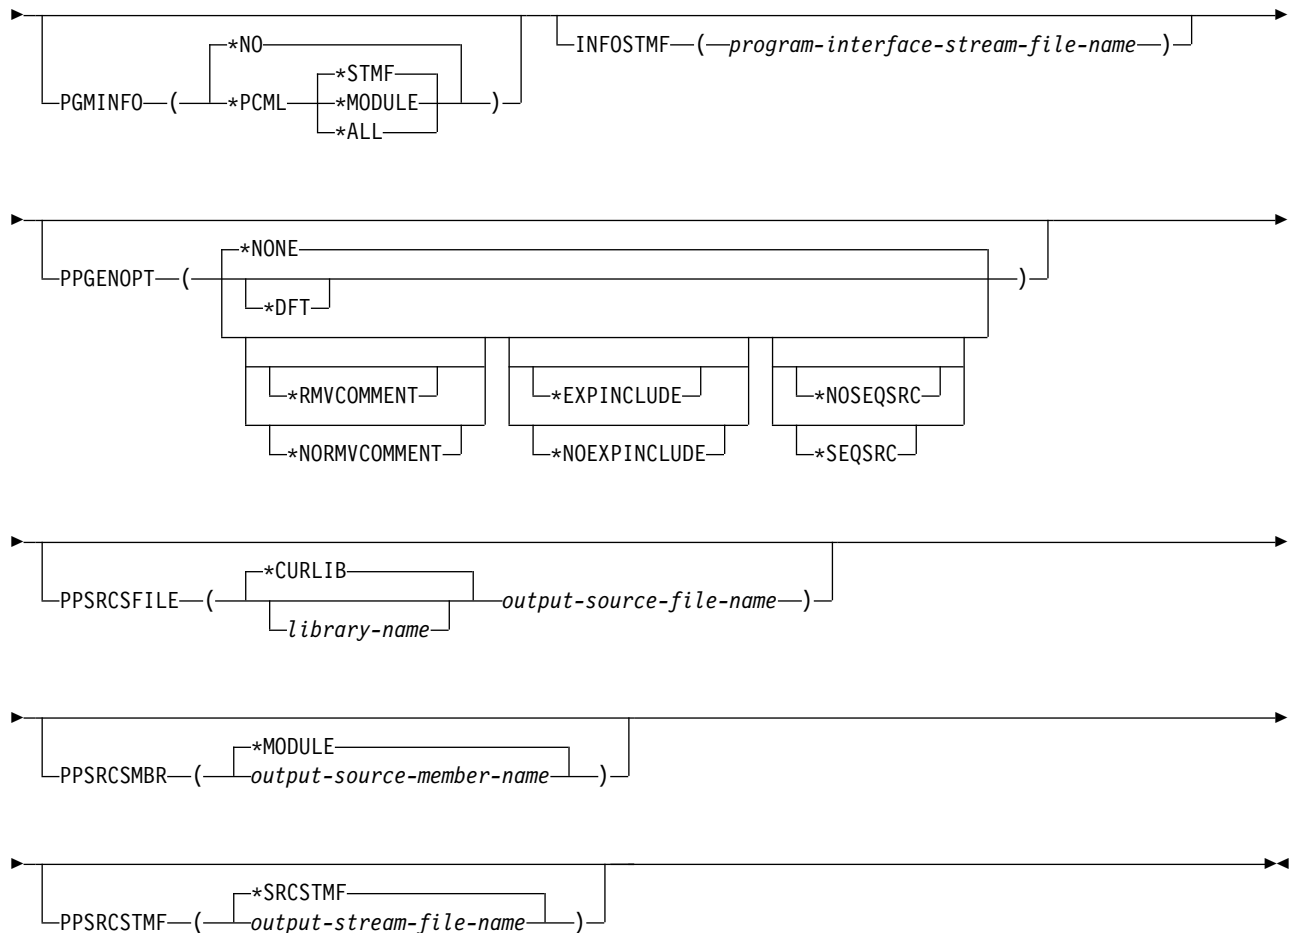 *NO
INFOSTMF ( program-interface-stream-file-name )
*STMF
PGMINFO ( *PCML *MODULE )
*ALL
*NONE
PPGENOPT ( )
*DFT
*RMVCOMMENT *EXPINCLUDE *NOSEQSRC
*NORMVCOMMENT *NOEXPINCLUDE *SEQSRC
*CURLIB
PPSRCSFILE ( output-source-file-name )
library-name
*MODULE
PPSRCSMBR ( output-source-member-name )
*SRCSTMF
PPSRCSTMF ( output-stream-file-name )